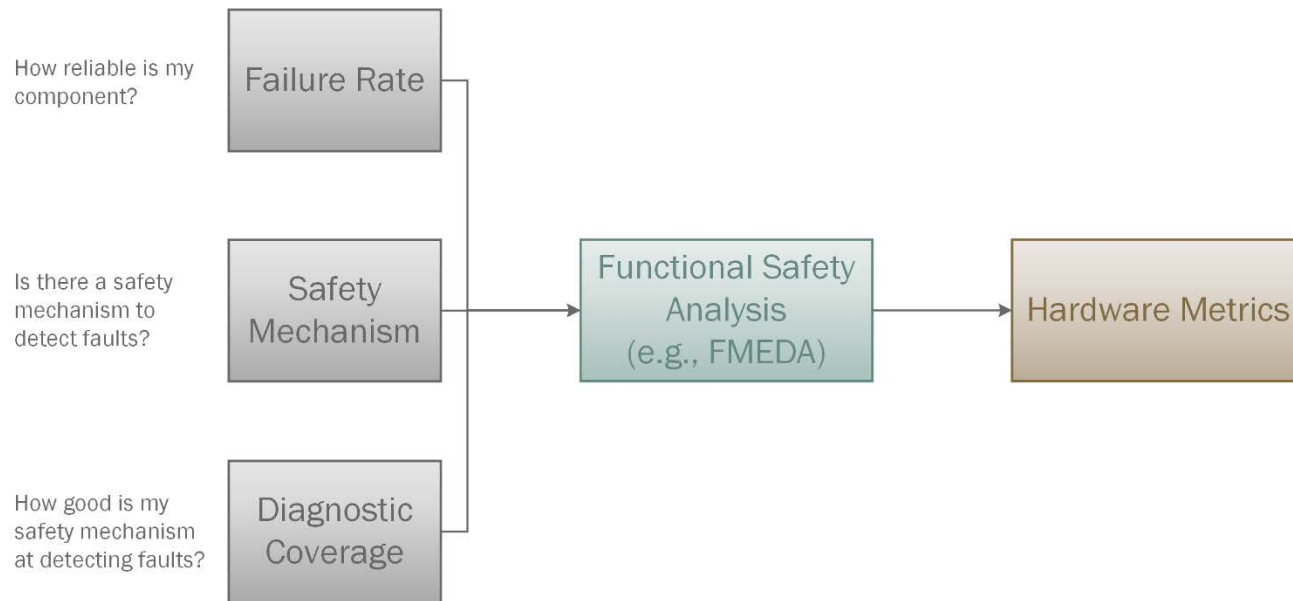 How reliable is my
component?
Failure Rate
Is there a safety
mechanism to
detect faults?
Safety
Mechanism
How good is my
safety mechanism
at detecting faults?
Diagnostic
Coverage
Functional Safety
Analysis
(e.g., FMEDA)
Hardware Metrics